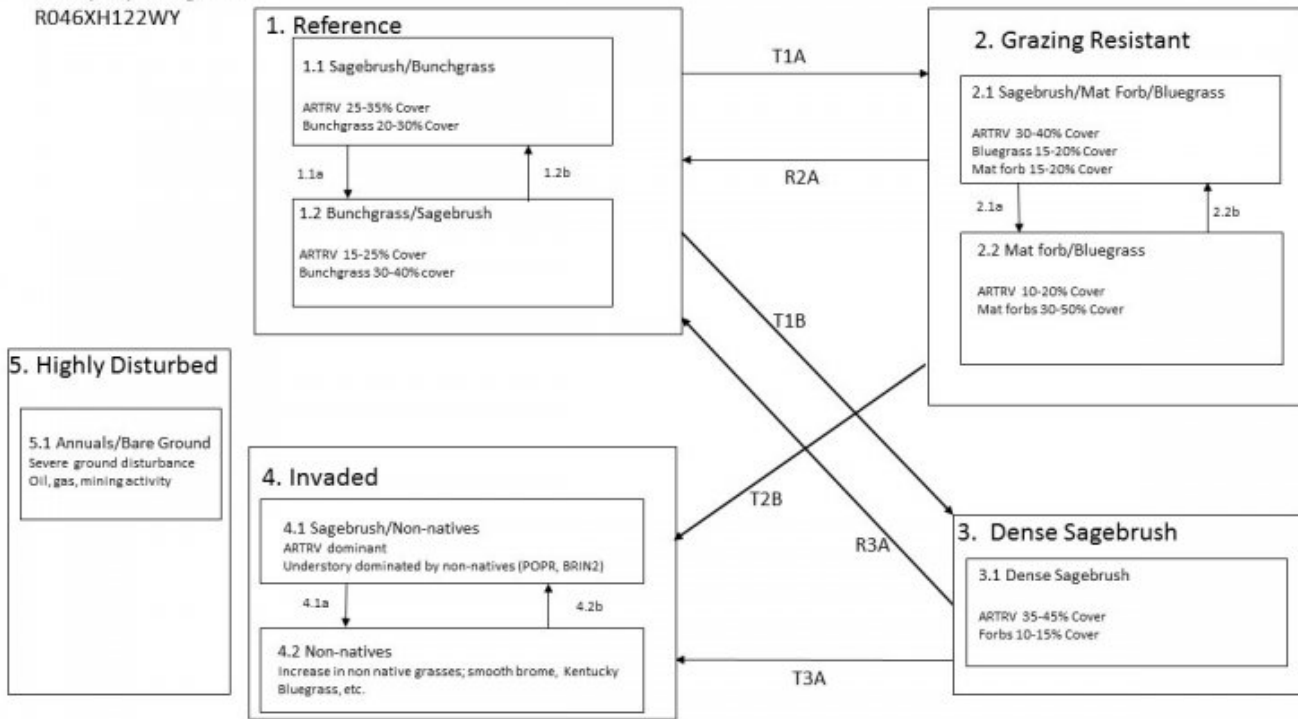 R046XH122WY
1. Reference
1.1 Sagebrush/Bunchgrass
ARTRV 25-35% Cover
Bunchgrass 20-30% Cover
1.1a
1.2b
1.2 Bunchgrass/Sagebrush
ARTRV 15-25% Cover
Bunchgrass 30-40% cover
T1A
R2A
2. Grazing Resistant
2.1 Sagebrush/Mat Forb/Bluegrass
ARTRV 30-40% Cover
Bluegrass 15-20% Cover
Mat forb 15-20% Cover
2.1a
2.2b
2.2 Mat forb/Bluegrass
ARTRV 10-20% Cover
Mat forbs 30-50% Cover
T1B
T2B
R3A
T3A
5. Highly Disturbed
5.1 Annuals/Bare Ground
Severe ground disturbance
Oil, gas, mining activity
4. Invaded
4.1 Sagebrush/Non-natives
ARTRV dominant
Understory dominated by non-natives (POPR, BRIN2)
4.1a
4.2b
4.2 Non-natives
Increase in non native grasses; smooth brome, Kentucky
Bluegrass, etc.
3. Dense Sagebrush
3.1 Dense Sagebrush
ARTRV 35-45% Cover
Forbs 10-15% Cover